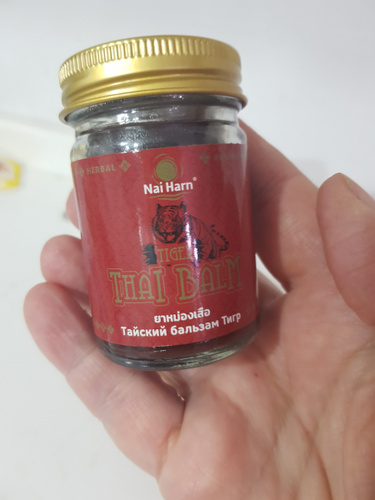 HERBAL
Nai Harn®
TIGER
THAI BALM
ยาหม่องเสือ
Тайский бальзам Тигр